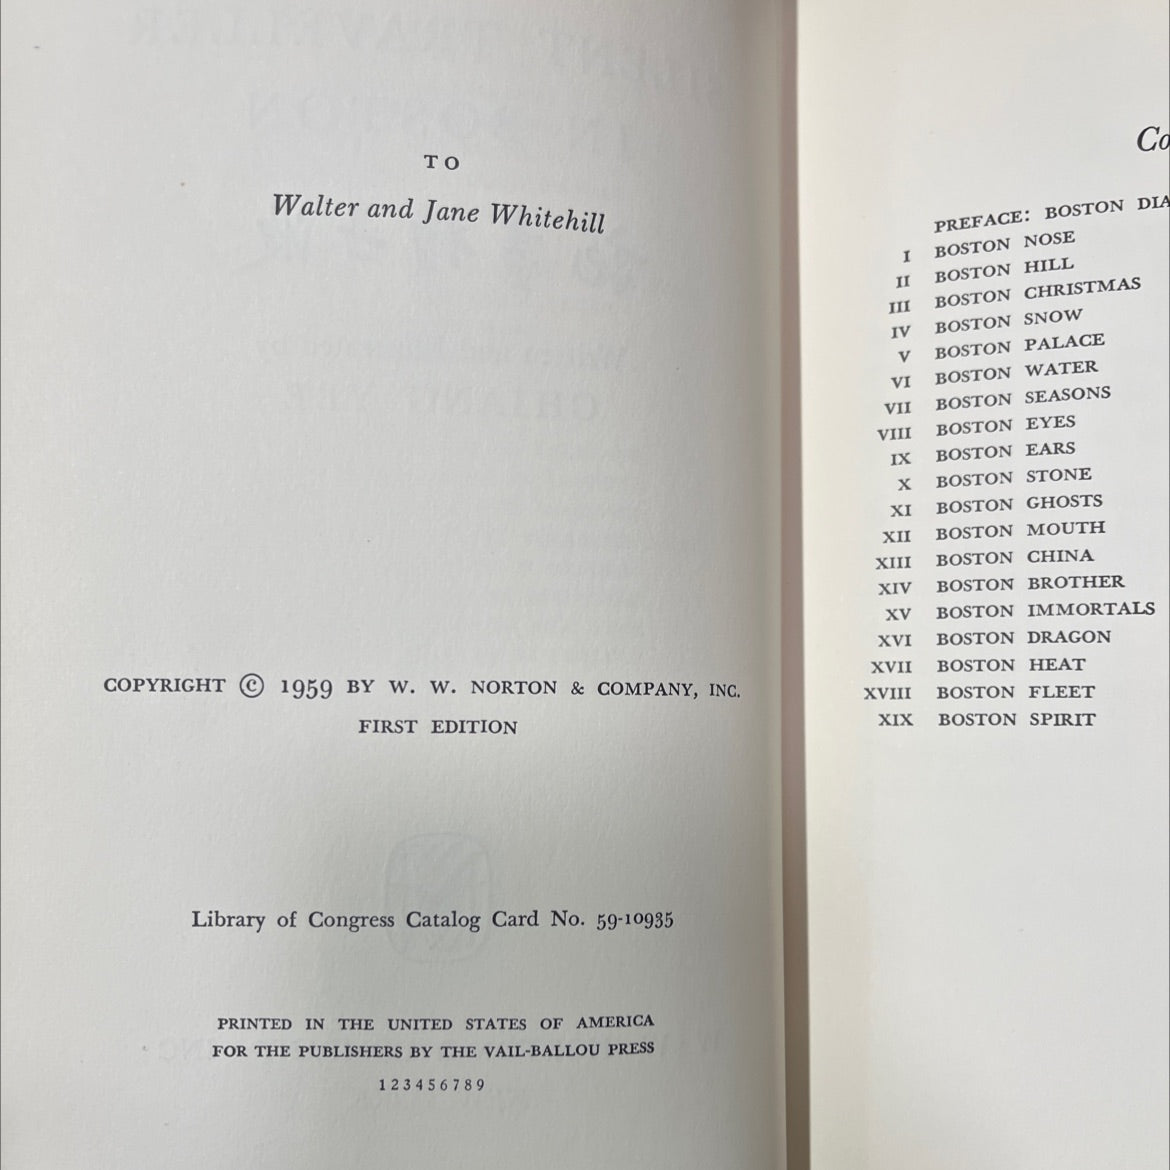 TO
Walter and Jane Whitehill
COPYRIGHT © 1959 BY W. W. NORTON & COMPANY, INC.
FIRST EDITION
Library of Congress Catalog Card No. 59-10935
PRINTED IN THE UNITED STATES OF AMERICA
FOR THE PUBLISHERS BY THE VAIL-BALLOU PRESS
1 2 3 4 5 6 7 8 9
Co
PREFACE: BOSTON DIA
I BOSTON NOSE
II BOSTON HILL
III BOSTON CHRISTMAS
IV BOSTON SNOW
V BOSTON PALACE
VI BOSTON WATER
VII BOSTON SEASONS
VIII BOSTON EYES
IX BOSTON EARS
X BOSTON STONE
XI BOSTON GHOSTS
XII BOSTON MOUTH
XIII BOSTON CHINA
XIV BOSTON BROTHER
XV BOSTON IMMORTALS
XVI BOSTON DRAGON
XVII BOSTON HEAT
XVIII BOSTON FLEET
XIX BOSTON SPIRIT